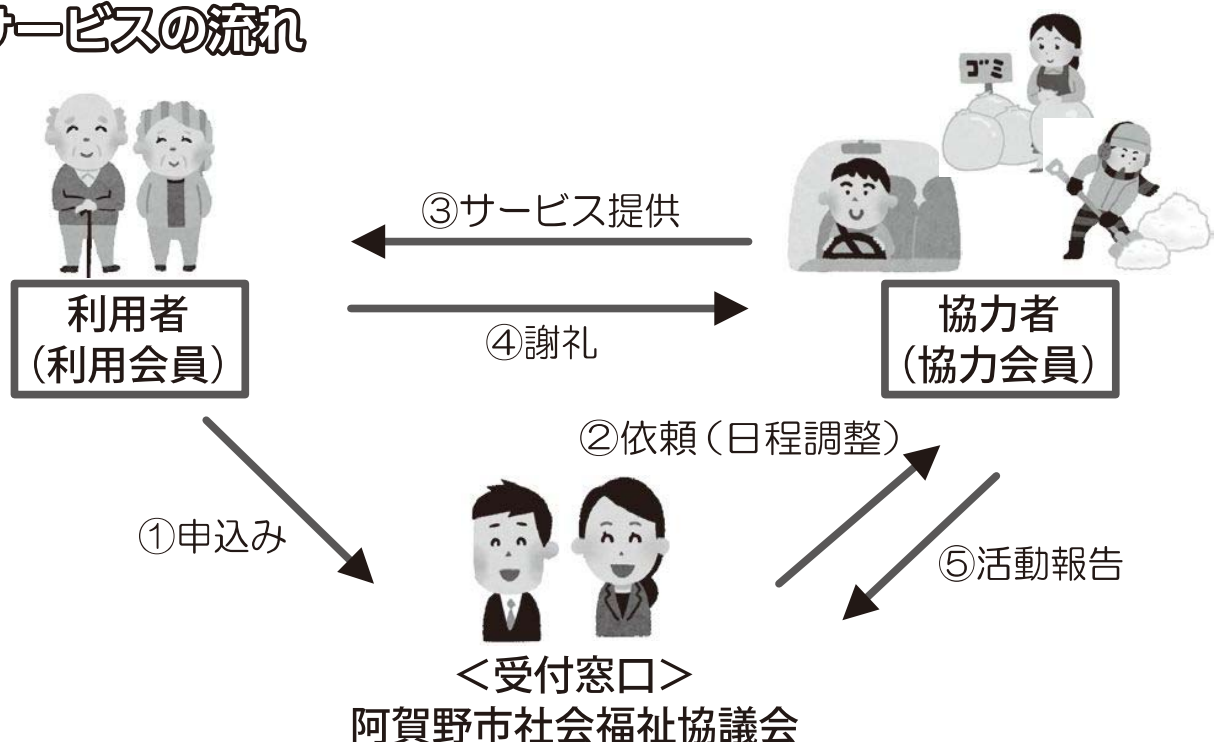 サービスの流れ
ゴミ
③サービス提供
利用者
（利用会員）
④謝礼
協力者
（協力会員）
②依頼（日程調整）
①申込み
⑤活動報告
＜受付窓口＞
阿賀野市社会福祉協議会